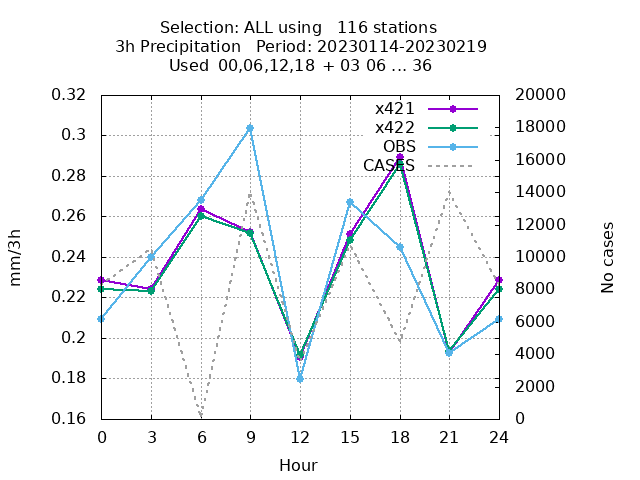 Selection: ALL using 116 stations
3h Precipitation Period: 20230114-20230219
Used 00,06,12,18 + 03 06 ... 36
0.32 20000
x421
x422
OBS
CASES
0.3 18000
0.28 16000
0.26 14000
0.24 12000
0.22 10000
0.2 8000
0.18 6000
0.16 4000
2000
0
mm/3h
No cases
0 3 6 9 12 15 18 21 24
Hour